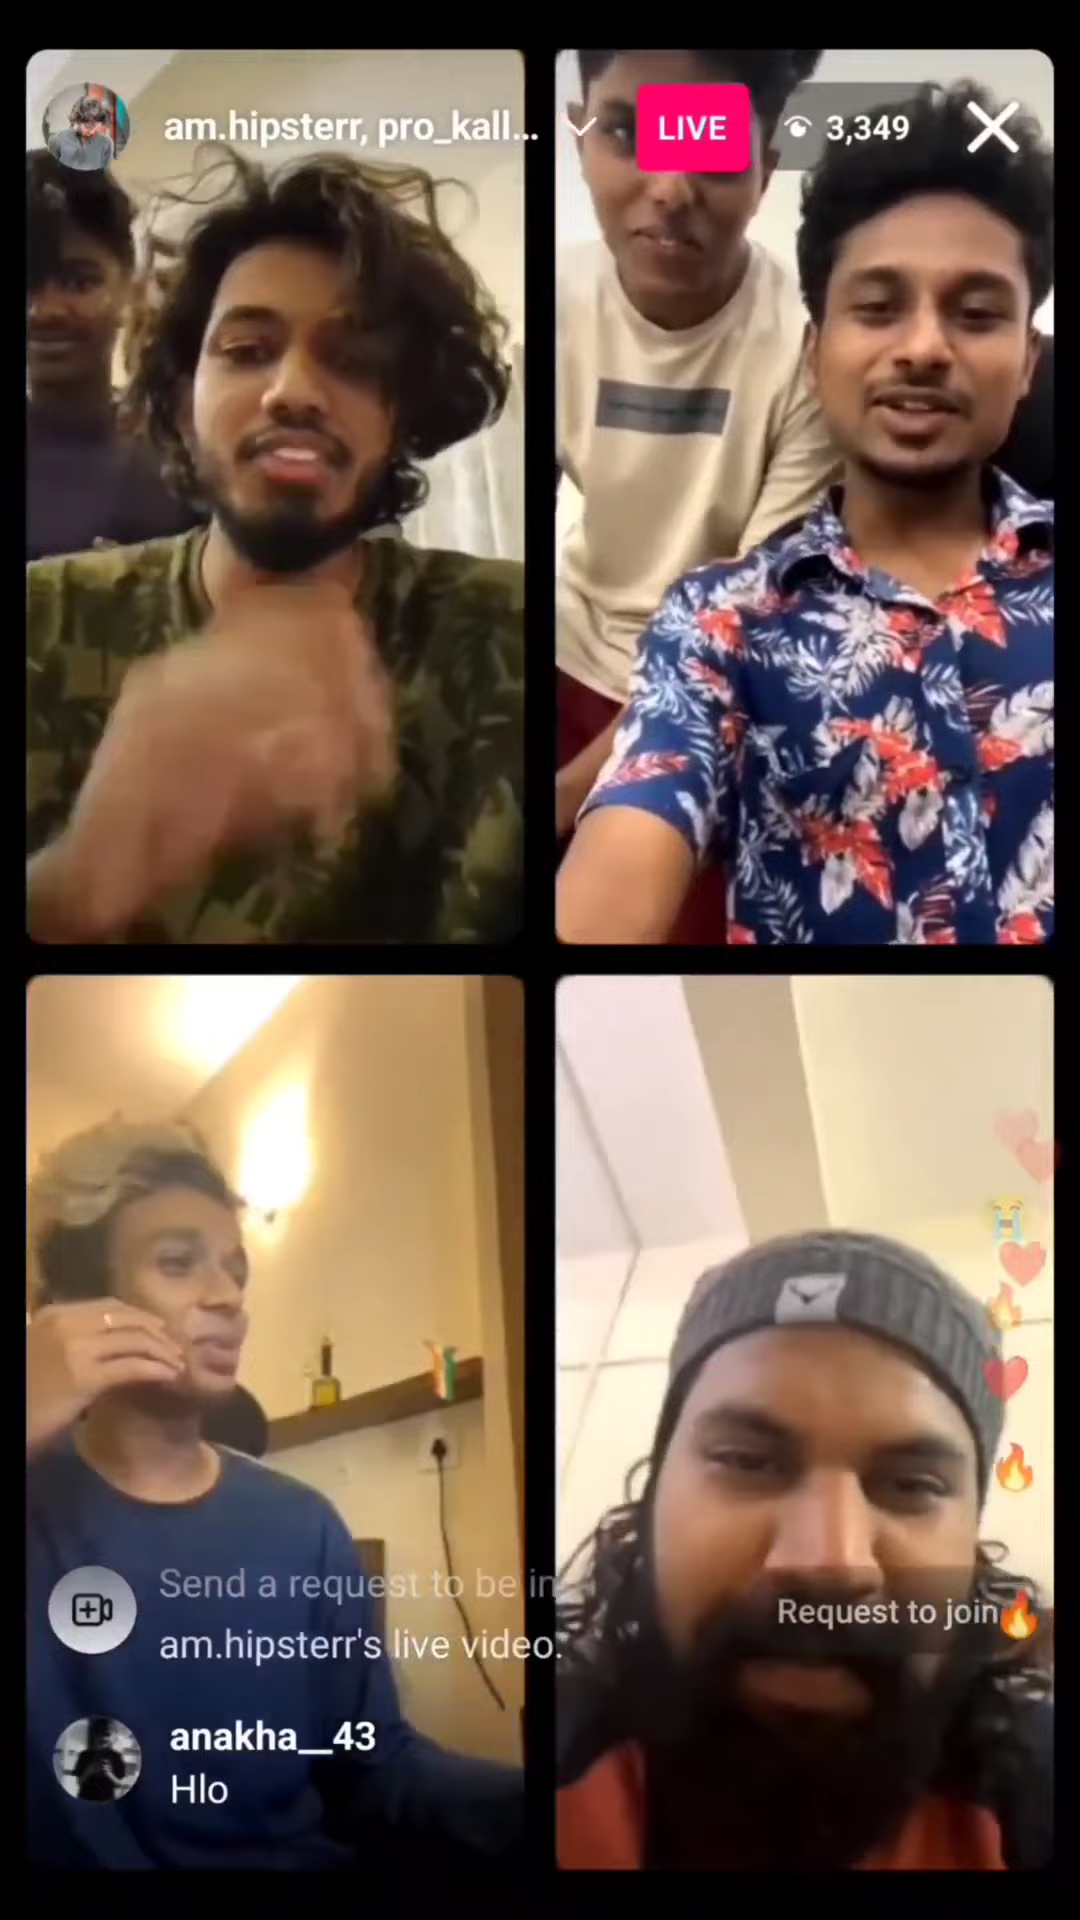 am.hipsterr, pro_kall...
LIVE
3,349
Send a request to be in
am.hipsterr's live video.
Request to join
anakha__43
Hlo